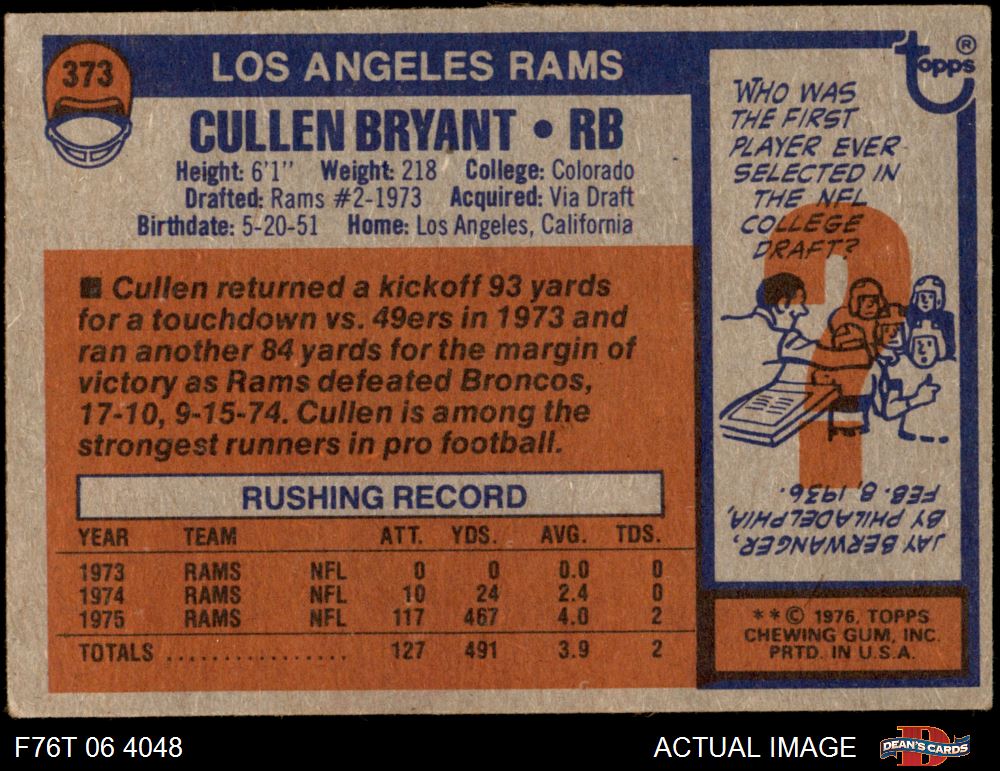 373
LOS ANGELES RAMS
CULLEN BRYANT • RB
Height: 6'1" Weight: 218 College: Colorado
Drafted: Rams #2-1973 Acquired: Via Draft
Birthdate: 5-20-51 Home: Los Angeles, California
■ Cullen returned a kickoff 93 yards
for a touchdown vs. 49ers in 1973 and
ran another 84 yards for the margin of
victory as Rams defeated Broncos,
17-10, 9-15-74. Cullen is among the
strongest runners in pro football.
RUSHING RECORD
YEAR TEAM ATT. YDS. AVG. TDS.
1973 RAMS NFL 0 0 0.0 0
1974 RAMS NFL 10 24 2.4 0
1975 RAMS NFL 117 467 4.0 2
TOTALS .................. 127 491 3.9 2
topps ®
WHO WAS
THE FIRST
PLAYER EVER
SELECTED IN
THE NFL
COLLEGE
DRAFT?
?
JAY BERWANGER,
BY PHILADELPHIA,
FEB. 8, 1936.
**© 1976, TOPPS
CHEWING GUM, INC.
PRTD. IN U.S.A.
F76T 06 4048
ACTUAL IMAGE
D
DEAN'S CARDS